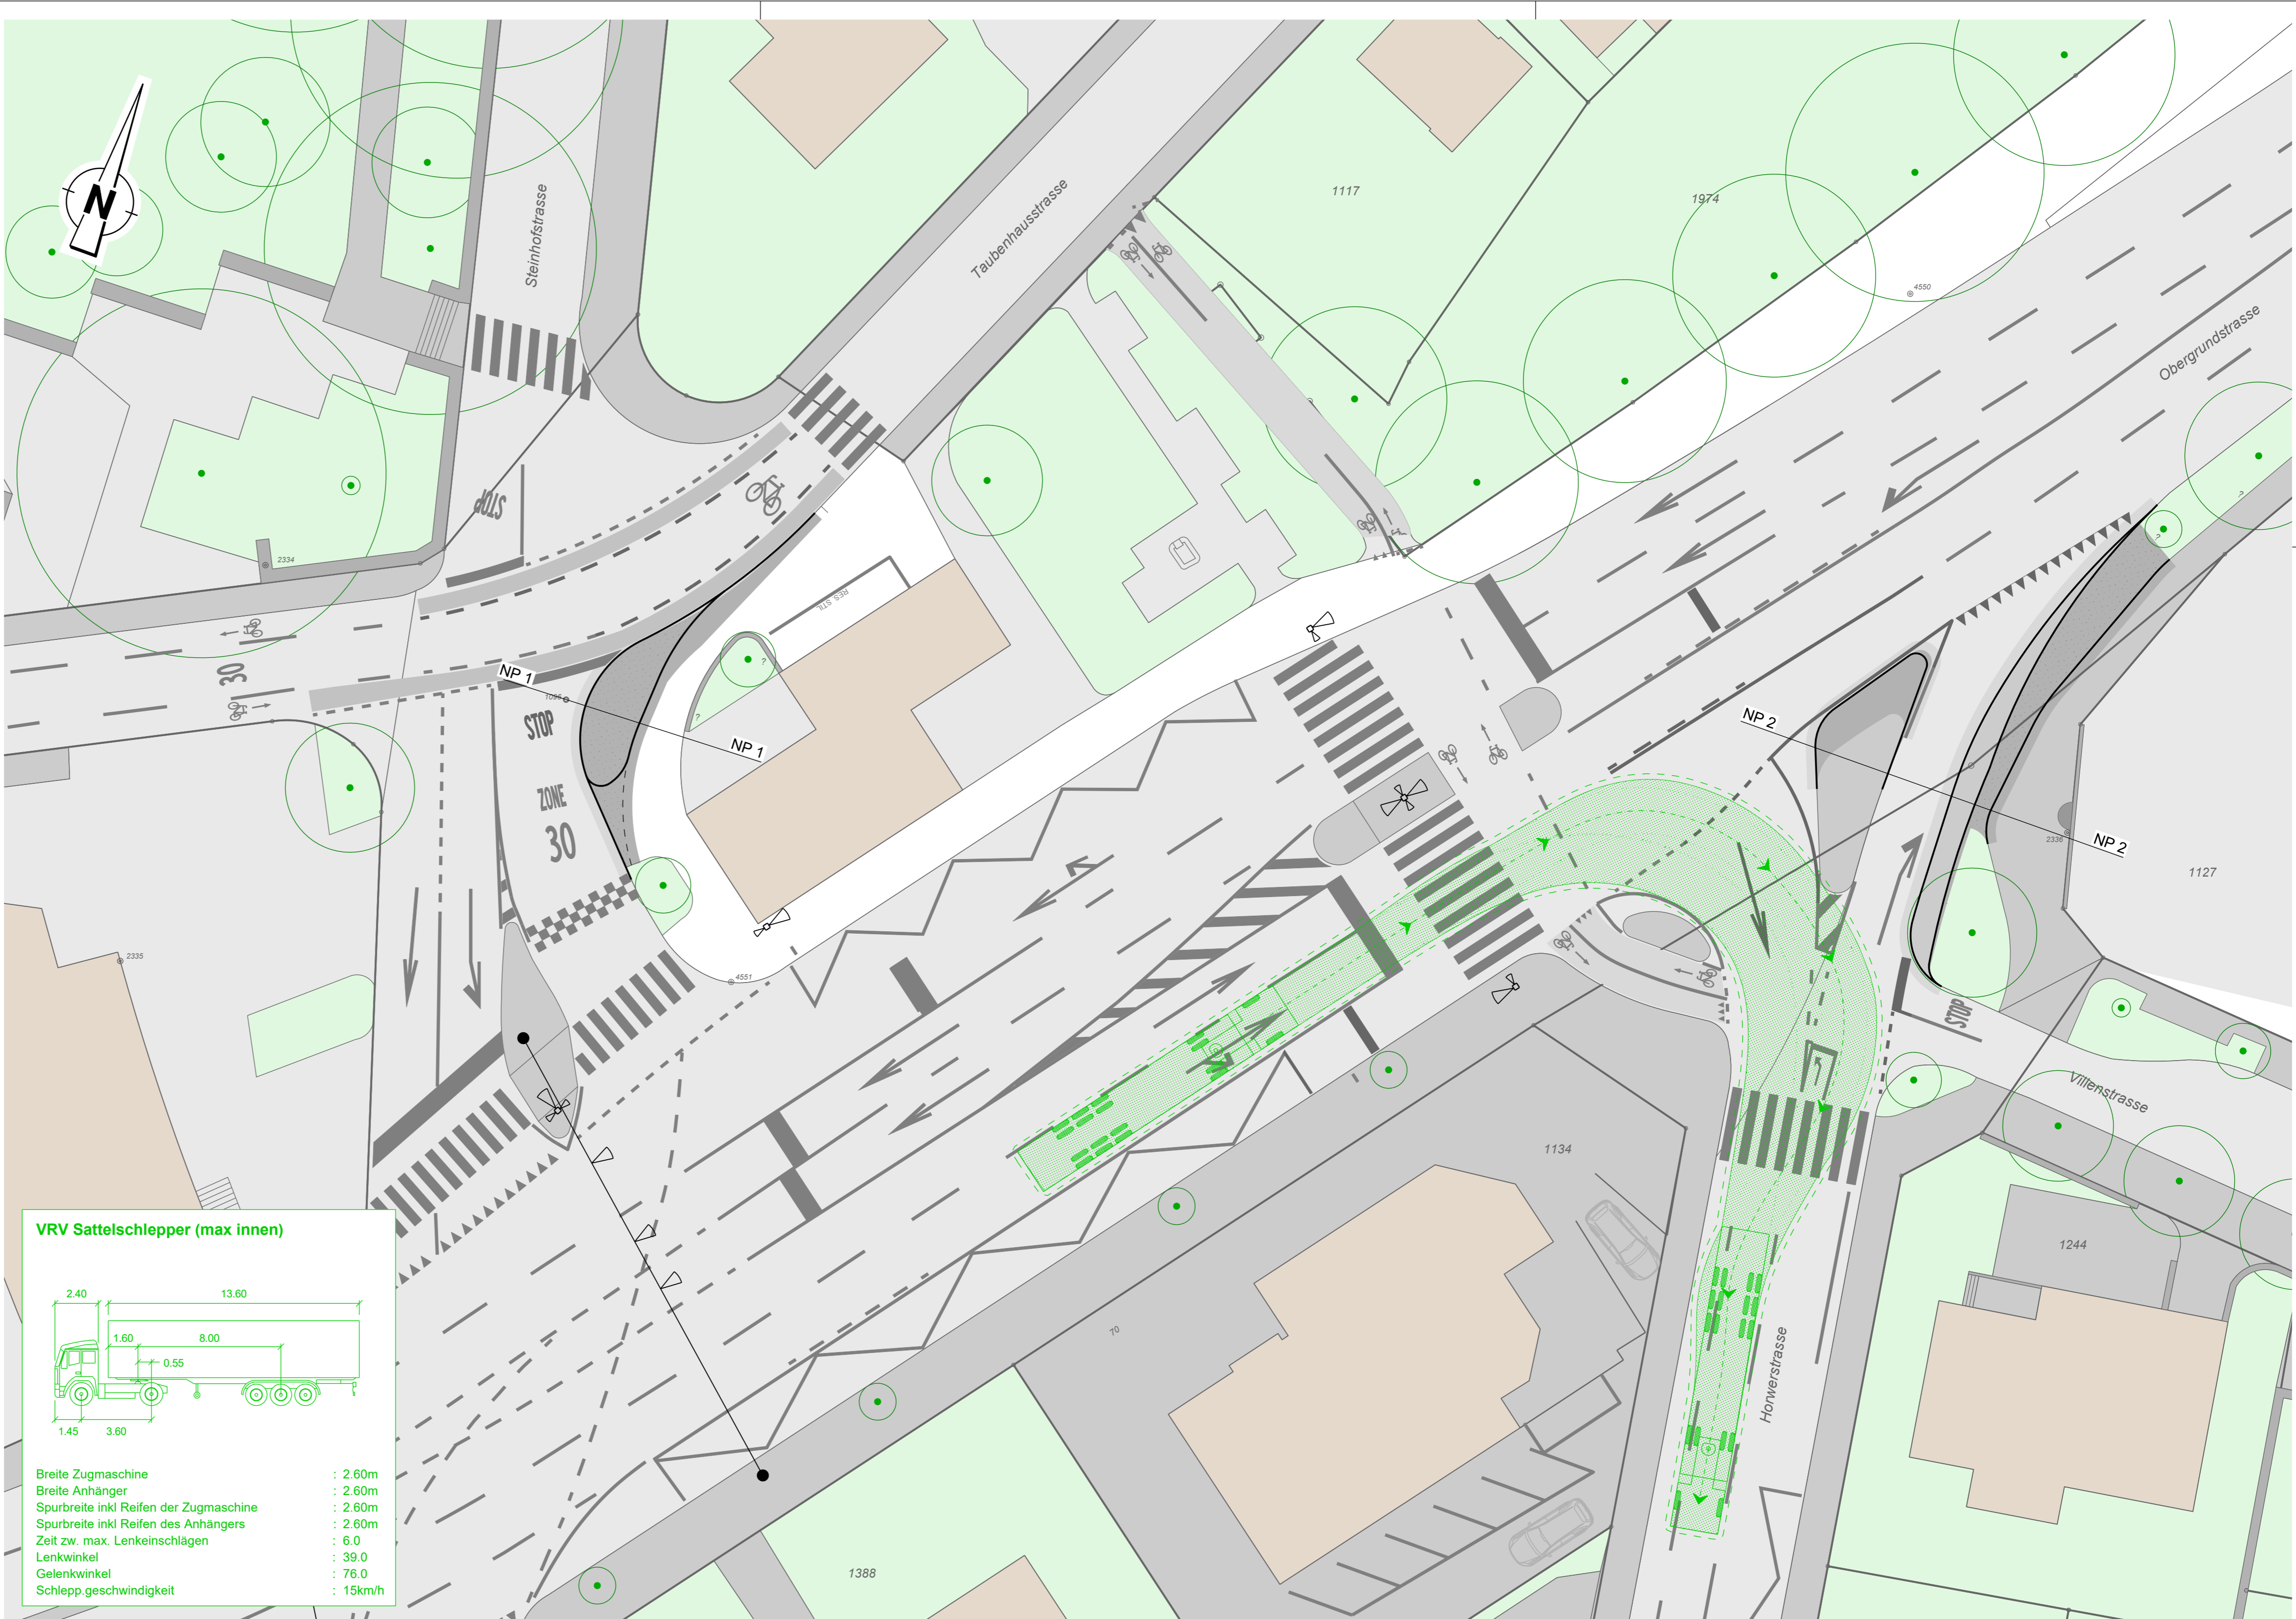 N
Steinhofstrasse
Taubenhausstrasse
1117
1974
4550
Obergrundstrasse
STOP
2334
30
RES. STIL
?
?
NP 1
1096
STOP
NP 1
ZONE
30
NP 2
NP 2
2336
1127
?
?
2335
4551
STOP
Villenstrasse
1134
1244
70
Horwerstrasse
1388
VRV Sattelschlepper (max innen)
2.40 13.60
1.60 8.00
0.55
1.45 3.60
Breite Zugmaschine : 2.60m
Breite Anhänger : 2.60m
Spurbreite inkl Reifen der Zugmaschine : 2.60m
Spurbreite inkl Reifen des Anhängers : 2.60m
Zeit zw. max. Lenkeinschlägen : 6.0
Lenkwinkel : 39.0
Gelenkwinkel : 76.0
Schlepp.geschwindigkeit : 15km/h